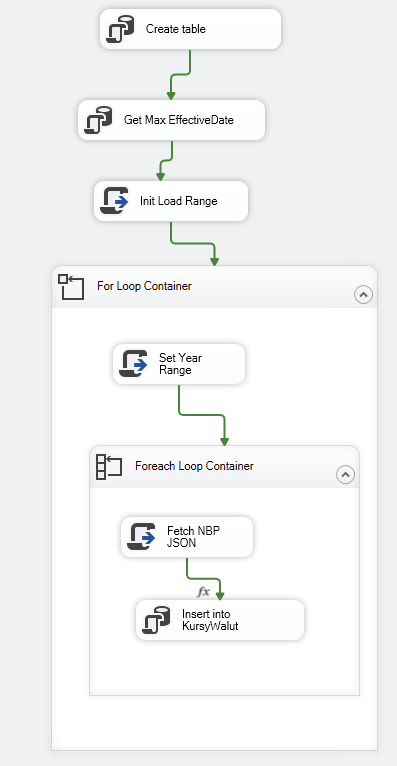 Create table
Get Max EffectiveDate
Init Load Range
For Loop Container
Set Year
Range
Foreach Loop Container
Fetch NBP
JSON
fx
Insert into
KursyWalut